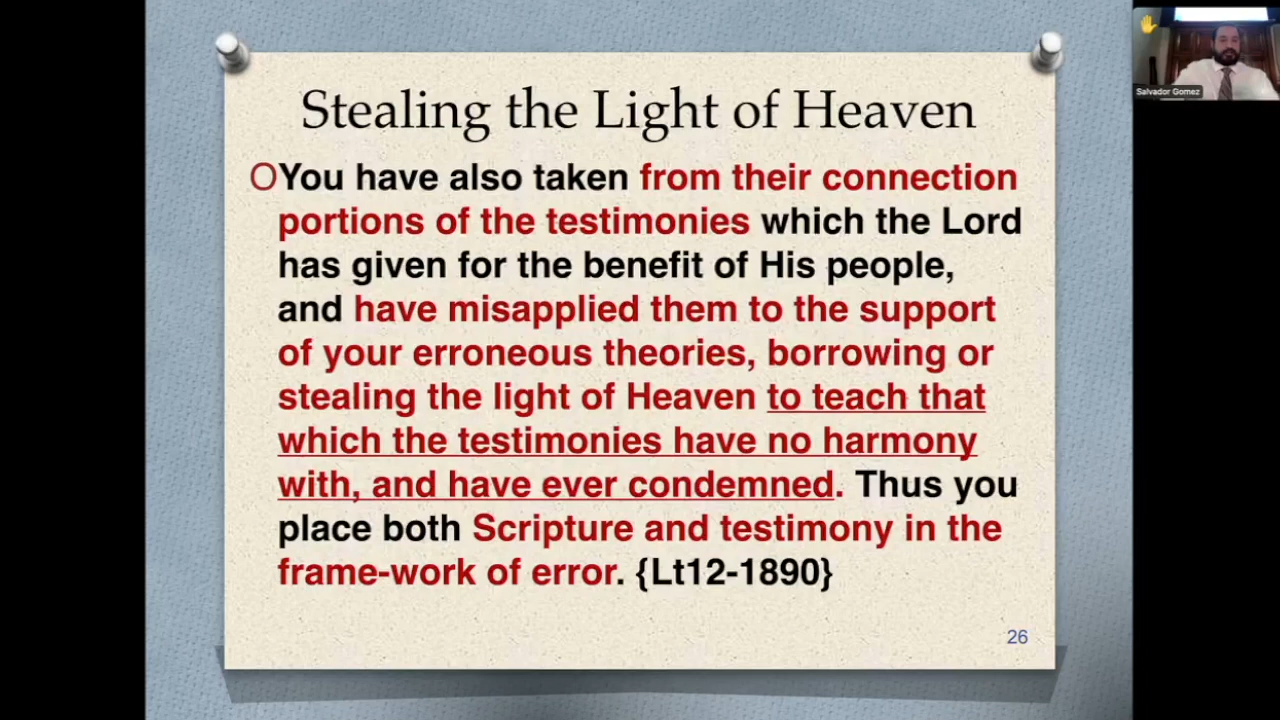 Stealing the Light of Heaven
You have also taken from their connection
portions of the testimonies which the Lord
has given for the benefit of His people,
and have misapplied them to the support
of your erroneous theories, borrowing or
stealing the light of Heaven to teach that
which the testimonies have no harmony
with, and have ever condemned. Thus you
place both Scripture and testimony in the
frame-work of error. {Lt12-1890}
26
Salvador Gomez